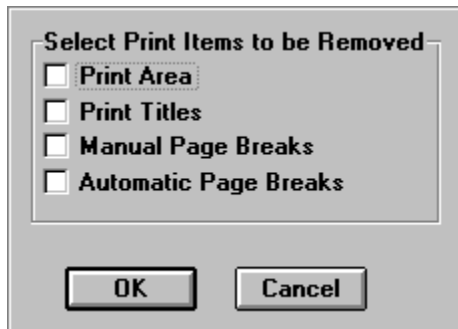 Select Print Items to be Removed
Print Area
Print Titles
Manual Page Breaks
Automatic Page Breaks
OK Cancel